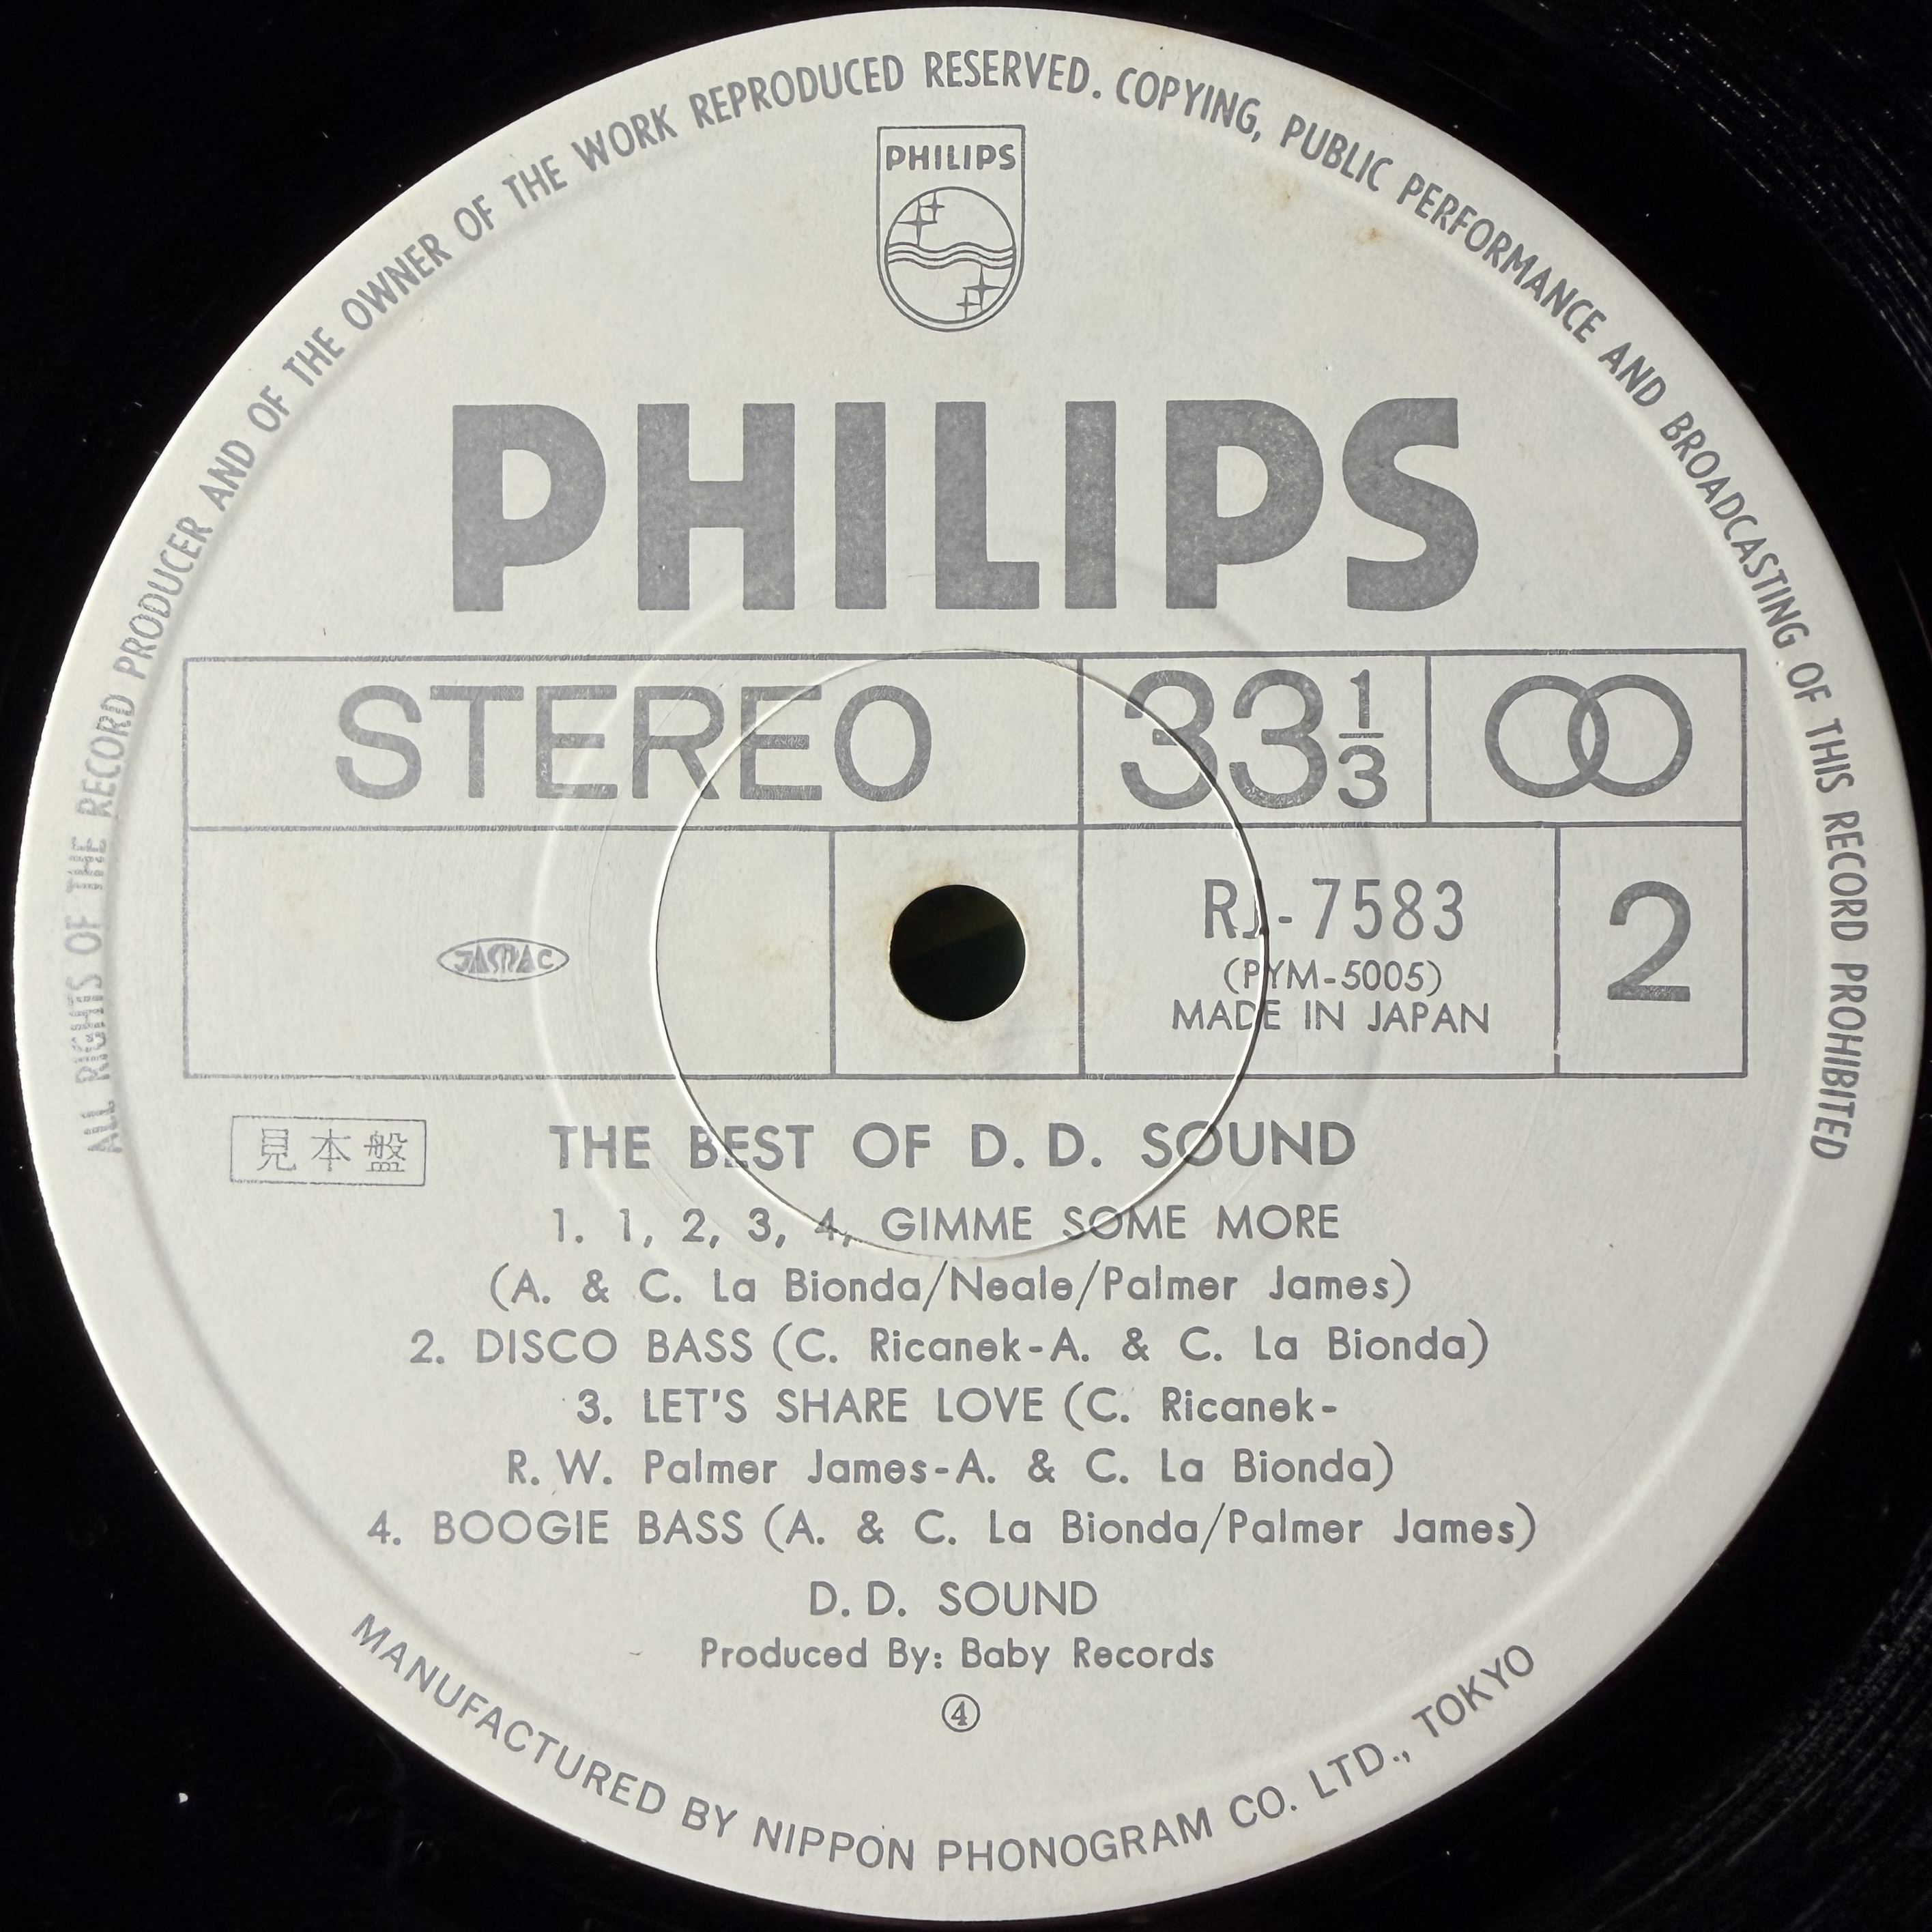 ALL RIGHTS OF THE RECORD PRODUCER AND OF THE OWNER OF THE WORK REPRODUCED RESERVED. COPYING, PUBLIC PERFORMANCE AND BROADCASTING OF THIS RECORD PROHIBITED
PHILIPS
PHILIPS
STEREO 33 1/3
JASRAC
RJ-7583
(PYM-5005)
MADE IN JAPAN
2
見本盤
THE BEST OF D.D. SOUND
1. 1, 2, 3, 4, GIMME SOME MORE
(A. & C. La Bionda/Neale/Palmer James)
2. DISCO BASS (C. Ricanek-A. & C. La Bionda)
3. LET'S SHARE LOVE (C. Ricanek-
R.W. Palmer James-A. & C. La Bionda)
4. BOOGIE BASS (A. & C. La Bionda/Palmer James)
D.D. SOUND
Produced By: Baby Records
④
MANUFACTURED BY NIPPON PHONOGRAM CO. LTD., TOKYO